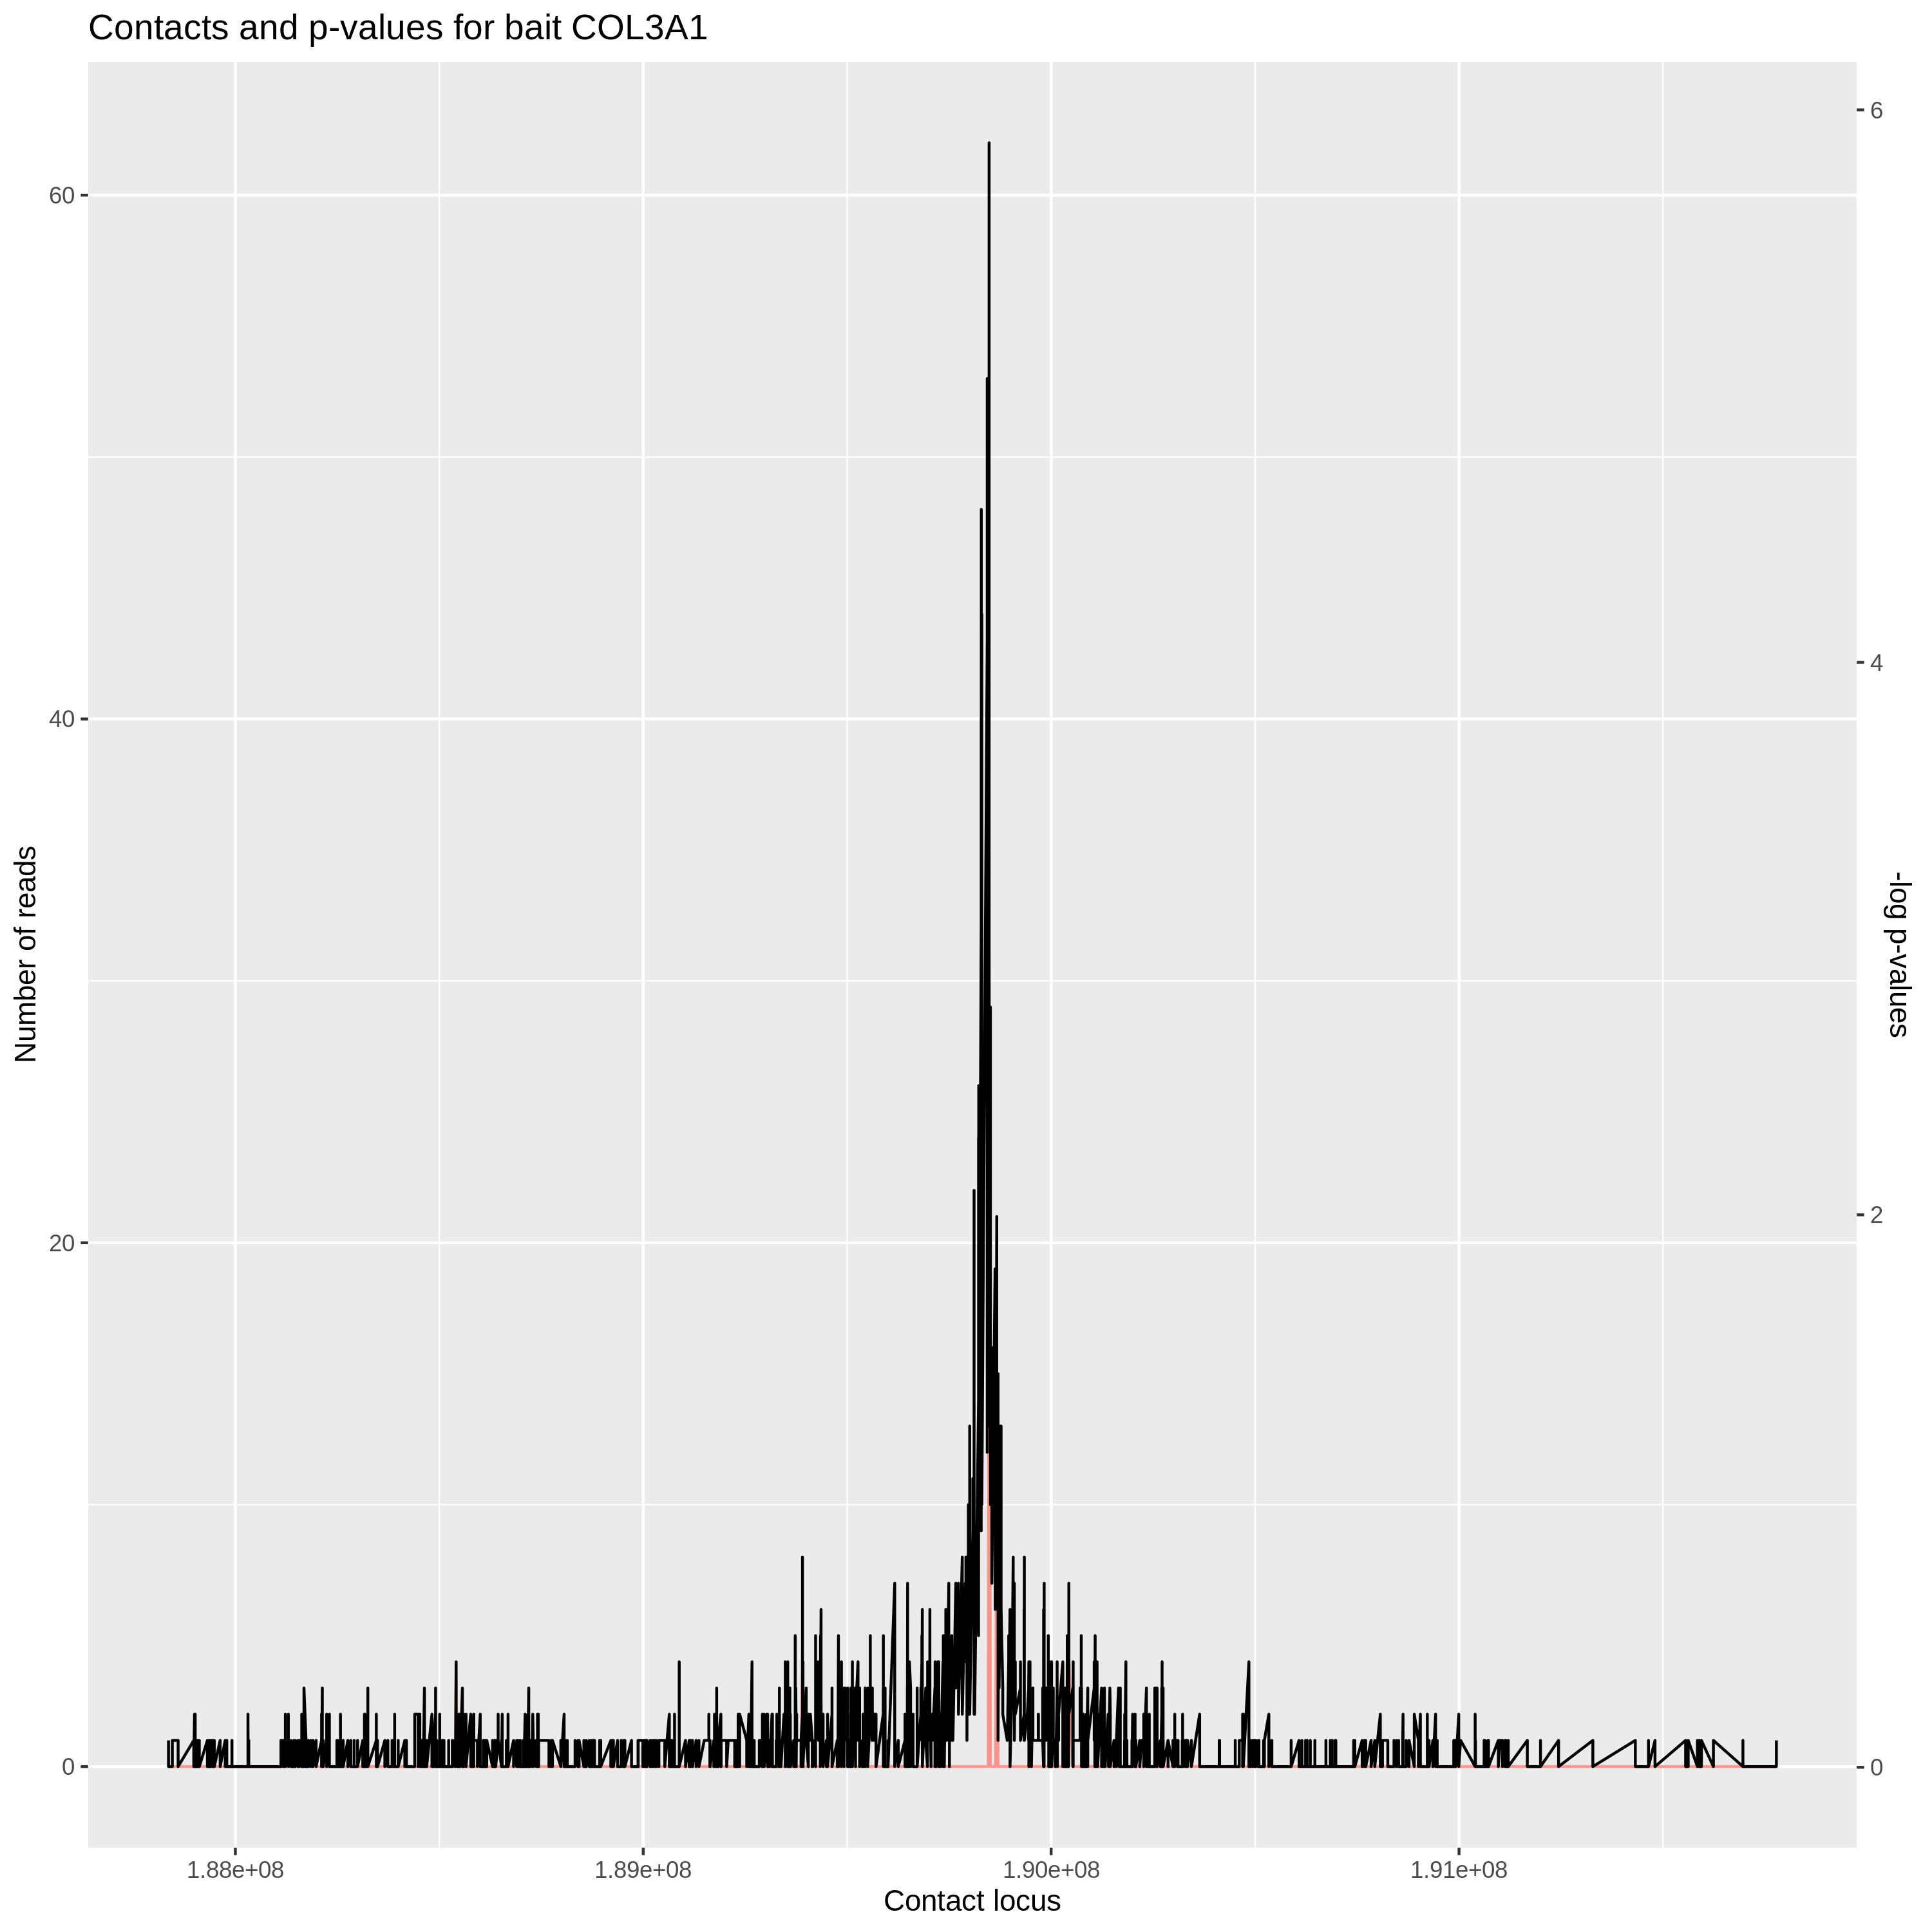 Contacts and p-values for bait COL3A1
6
60
4
40
Number of reads
-log p-values
2
20
0
0
1.88e+08 1.89e+08 1.90e+08 1.91e+08
Contact locus